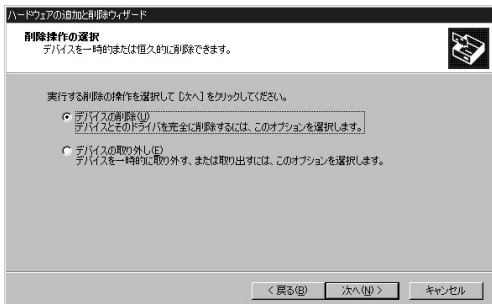 ハードウェアの追加と削除ウィザード
削除操作の選択
デバイスを一時的または恒久的に削除できます。
実行する削除の操作を選択して [次へ] をクリックしてください。
デバイスの削除(U)
デバイスとそのドライバを完全に削除するには、このオプションを選択します。
デバイスの取り外し(E)
デバイスを一時的に取り外す、または取り出すには、このオプションを選択します。
< 戻る(B) 次へ(N) > キャンセル